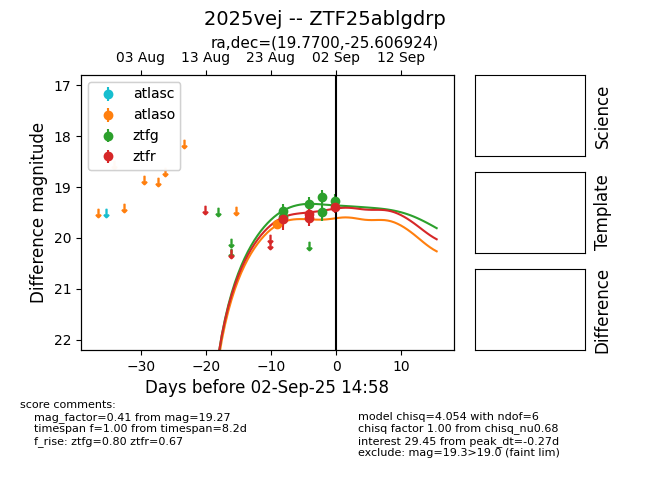 2025vej -- ZTF25ablgdrp
ra,dec=(19.7700,-25.606924)
03 Aug 13 Aug 23 Aug 02 Sep 12 Sep
17
18
19
20
21
22
Difference magnitude
atlasc
atlaso
ztfg
ztfr
−30 −20 −10 0 10
Days before 02-Sep-25 14:58
Science
Template
Difference
score comments:
mag_factor=0.41 from mag=19.27
timespan f=1.00 from timespan=8.2d
f_rise: ztfg=0.80 ztfr=0.67
model chisq=4.054 with ndof=6
chisq factor 1.00 from chisq_nu0.68
interest 29.45 from peak_dt=-0.27d
exclude: mag=19.3>19.0 (faint lim)